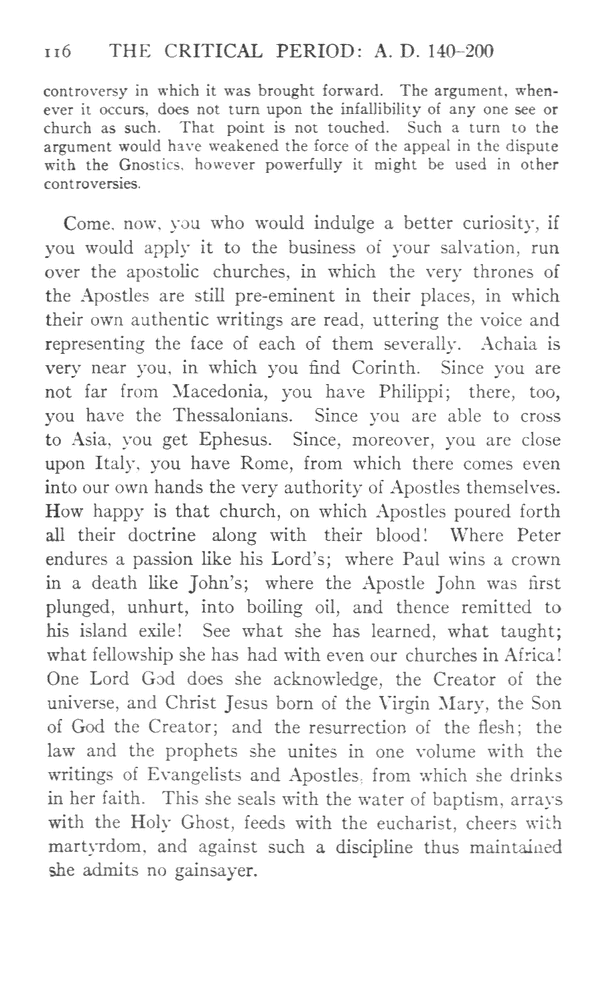 116 THE CRITICAL PERIOD: A. D. 140–200
controversy in which it was brought forward. The argument, when-
ever it occurs, does not turn upon the infallibility of any one see or
church as such. That point is not touched. Such a turn to the
argument would have weakened the force of the appeal in the dispute
with the Gnostics, however powerfully it might be used in other
controversies.
Come, now, you who would indulge a better curiosity, if
you would apply it to the business of your salvation, run
over the apostolic churches, in which the very thrones of
the Apostles are still pre-eminent in their places, in which
their own authentic writings are read, uttering the voice and
representing the face of each of them severally. Achaia is
very near you, in which you find Corinth. Since you are
not far from Macedonia, you have Philippi; there, too,
you have the Thessalonians. Since you are able to cross
to Asia, you get Ephesus. Since, moreover, you are close
upon Italy, you have Rome, from which there comes even
into our own hands the very authority of Apostles themselves.
How happy is that church, on which Apostles poured forth
all their doctrine along with their blood! Where Peter
endures a passion like his Lord's; where Paul wins a crown
in a death like John's; where the Apostle John was first
plunged, unhurt, into boiling oil, and thence remitted to
his island exile! See what she has learned, what taught;
what fellowship she has had with even our churches in Africa!
One Lord God does she acknowledge, the Creator of the
universe, and Christ Jesus born of the Virgin Mary, the Son
of God the Creator; and the resurrection of the flesh; the
law and the prophets she unites in one volume with the
writings of Evangelists and Apostles, from which she drinks
in her faith. This she seals with the water of baptism, arrays
with the Holy Ghost, feeds with the eucharist, cheers with
martyrdom, and against such a discipline thus maintained
she admits no gainsayer.